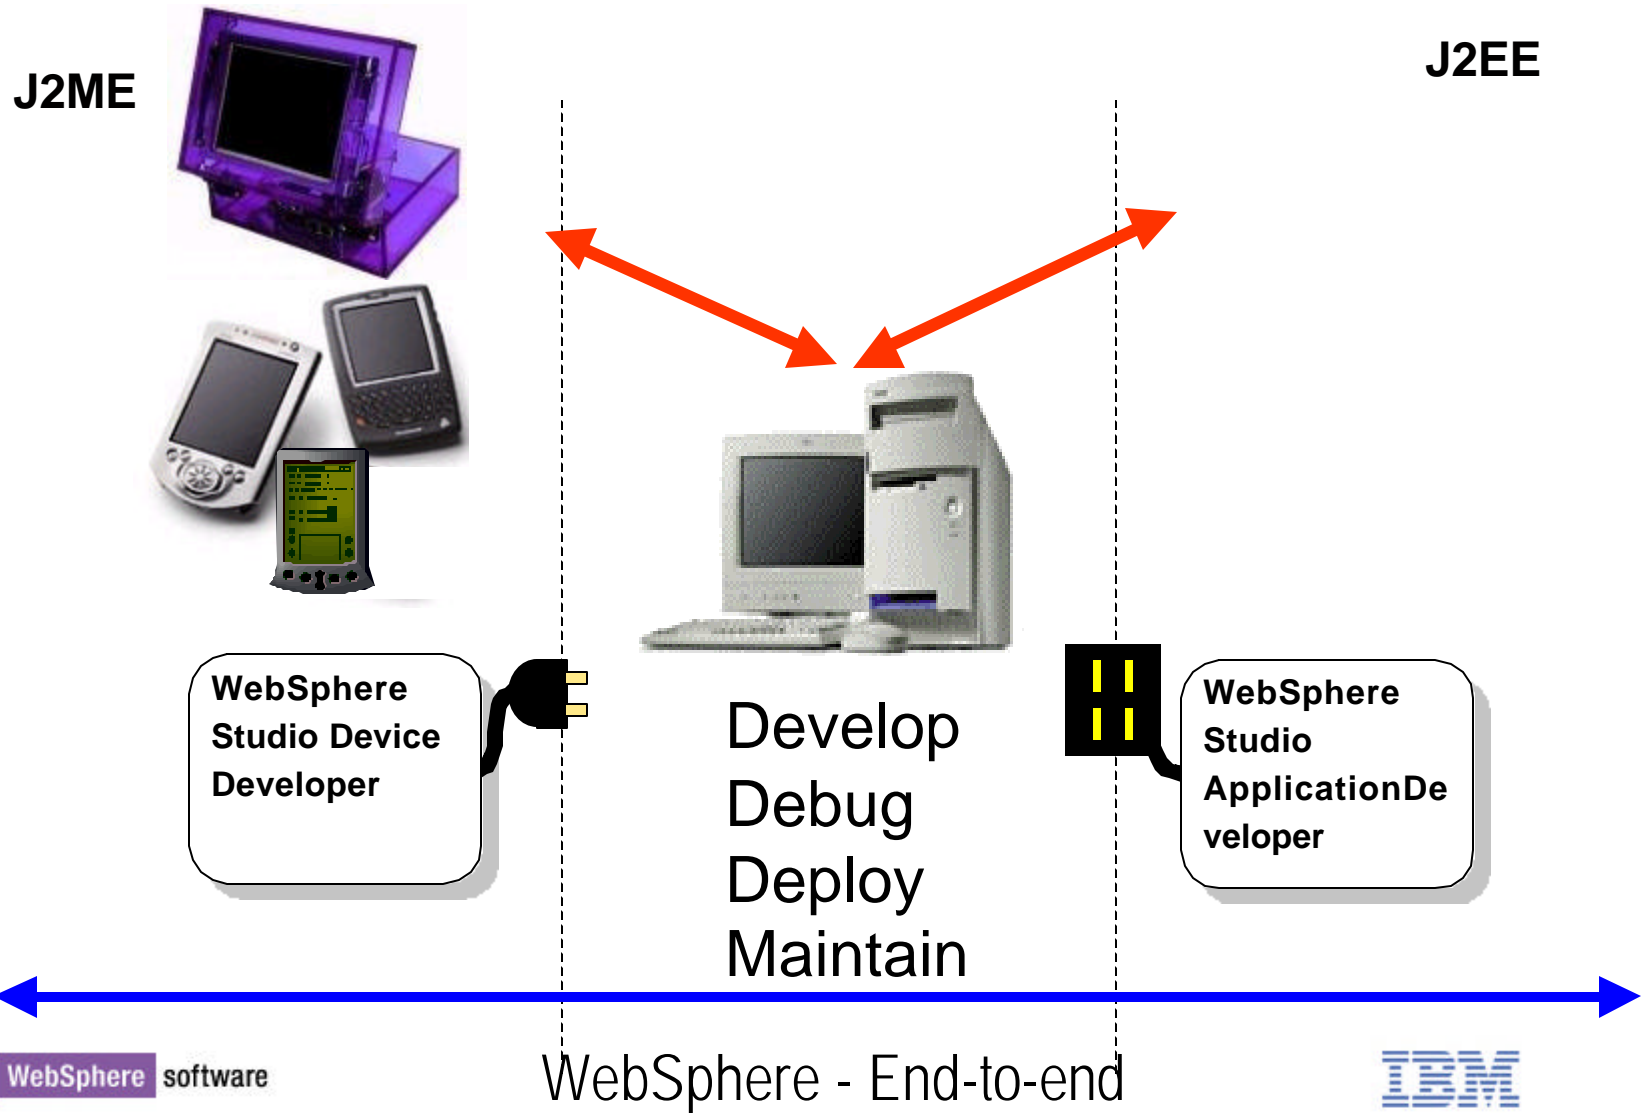 J2ME
J2EE
WebSphere
Studio Device
Developer
Develop
Debug
Deploy
Maintain
WebSphere
Studio
ApplicationDe
veloper
WebSphere software
WebSphere - End-to-end
IBM